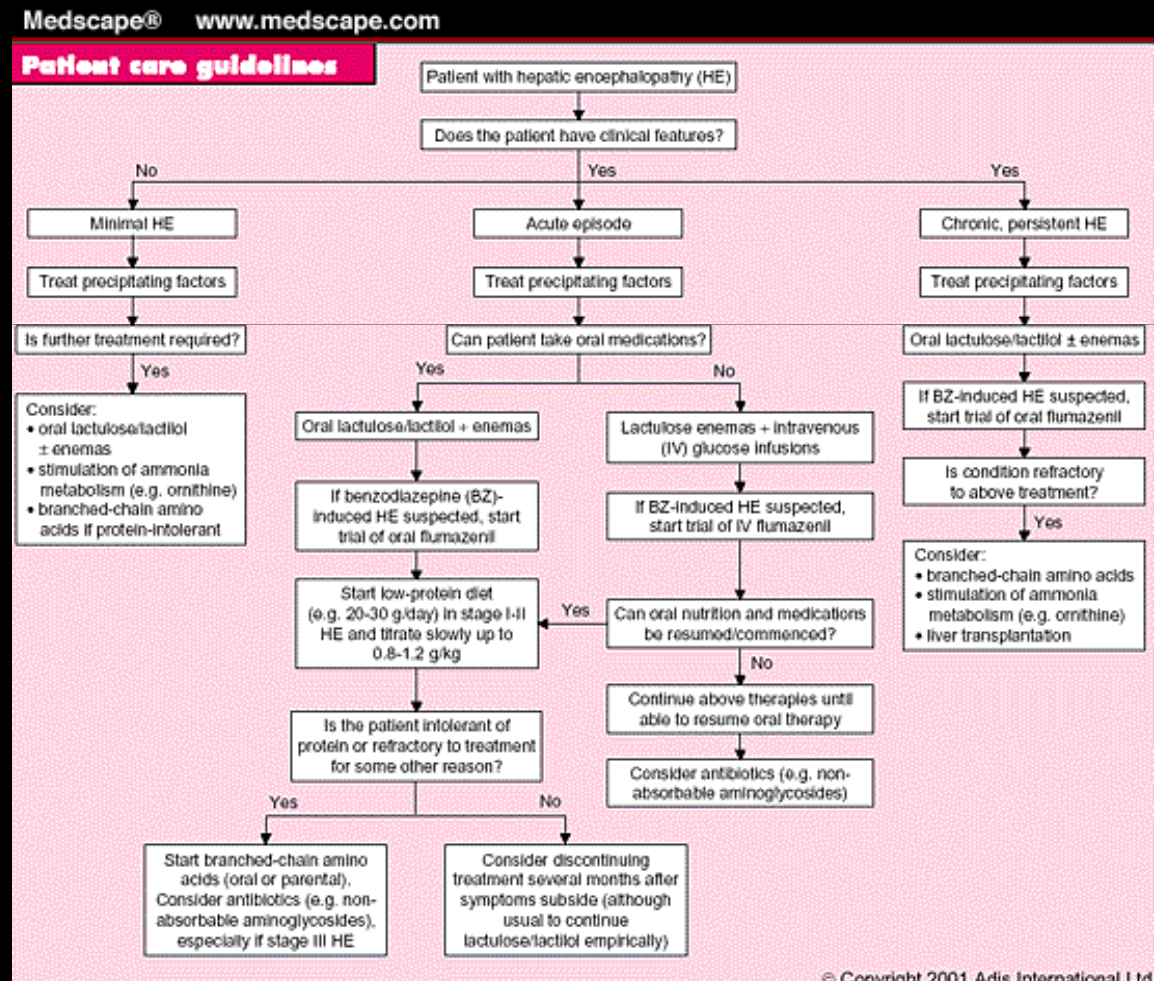 Medscape® www.medscape.com
Patient care guidelines
Patient with hepatic encephalopathy (HE)
Does the patient have clinical features?
No
Yes
Yes
Minimal HE
Acute episode
Chronic, persistent HE
Treat precipitating factors
Treat precipitating factors
Treat precipitating factors
Is further treatment required?
Can patient take oral medications?
Oral lactulose/lactilol ± enemas
Yes
Yes
No
Consider:
• oral lactulose/lactilol
± enemas
• stimulation of ammonia
metabolism (e.g. ornithine)
• branched-chain amino
acids if protein-intolerant
Oral lactulose/lactilol + enemas
If benzodiazepine (BZ)-
induced HE suspected, start
trial of oral flumazenil
Start low-protein diet
(e.g. 20-30 g/day) in stage I-II
HE and titrate slowly up to
0.8-1.2 g/kg
Is the patient intolerant of
protein or refractory to treatment
for some other reason?
Yes
No
Start branched-chain amino
acids (oral or parental).
Consider antibiotics (e.g. non-
absorbable aminoglycosides),
especially if stage III HE
Consider discontinuing
treatment several months after
symptoms subside (although
usual to continue
lactulose/lactilol empirically)
Lactulose enemas + intravenous
(IV) glucose infusions
If BZ-induced HE suspected,
start trial of IV flumazenil
Can oral nutrition and medications
be resumed/commenced?
Yes
No
Continue above therapies until
able to resume oral therapy
Consider antibiotics (e.g. non-
absorbable aminoglycosides)
If BZ-induced HE suspected,
start trial of oral flumazenil
Is condition refractory
to above treatment?
Yes
Consider:
• branched-chain amino acids
• stimulation of ammonia
metabolism (e.g. ornithine)
• liver transplantation
© Copyright 2001 Adis International Ltd